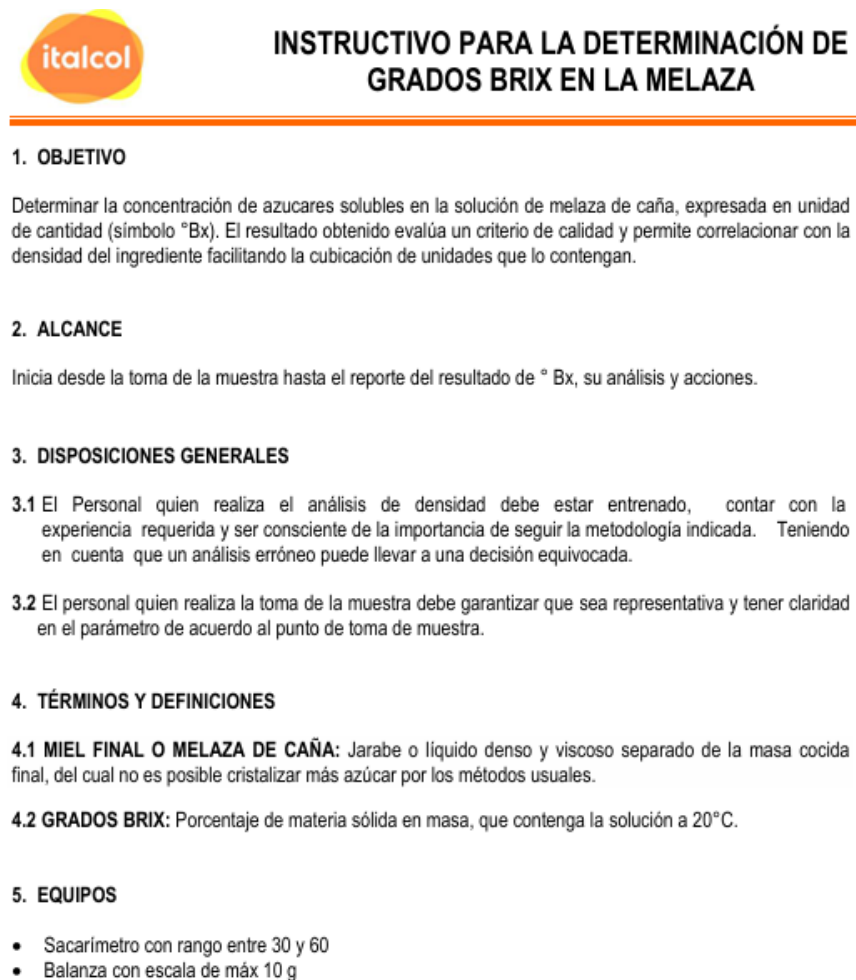 italcol
INSTRUCTIVO PARA LA DETERMINACIÓN DE
GRADOS BRIX EN LA MELAZA
1. OBJETIVO
Determinar la concentración de azucares solubles en la solución de melaza de caña, expresada en unidad
de cantidad (símbolo °Bx). El resultado obtenido evalúa un criterio de calidad y permite correlacionar con la
densidad del ingrediente facilitando la cubicación de unidades que lo contengan.
2. ALCANCE
Inicia desde la toma de la muestra hasta el reporte del resultado de ° Bx, su análisis y acciones.
3. DISPOSICIONES GENERALES
3.1 El Personal quien realiza el análisis de densidad debe estar entrenado, contar con la
experiencia requerida y ser consciente de la importancia de seguir la metodología indicada. Teniendo
en cuenta que un análisis erróneo puede llevar a una decisión equivocada.
3.2 El personal quien realiza la toma de la muestra debe garantizar que sea representativa y tener claridad
en el parámetro de acuerdo al punto de toma de muestra.
4. TÉRMINOS Y DEFINICIONES
4.1 MIEL FINAL O MELAZA DE CAÑA: Jarabe o líquido denso y viscoso separado de la masa cocida
final, del cual no es posible cristalizar más azúcar por los métodos usuales.
4.2 GRADOS BRIX: Porcentaje de materia sólida en masa, que contenga la solución a 20°C.
5. EQUIPOS
• Sacarímetro con rango entre 30 y 60
• Balanza con escala de máx 10 g